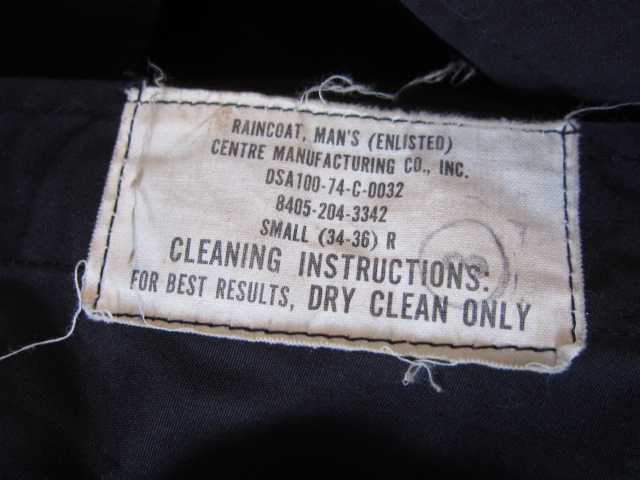 RAINCOAT, MAN'S (ENLISTED)
CENTRE MANUFACTURING CO., INC.
DSA100-74-C-0032
8405-204-3342
SMALL (34-36) R
CLEANING INSTRUCTIONS:
FOR BEST RESULTS, DRY CLEAN ONLY